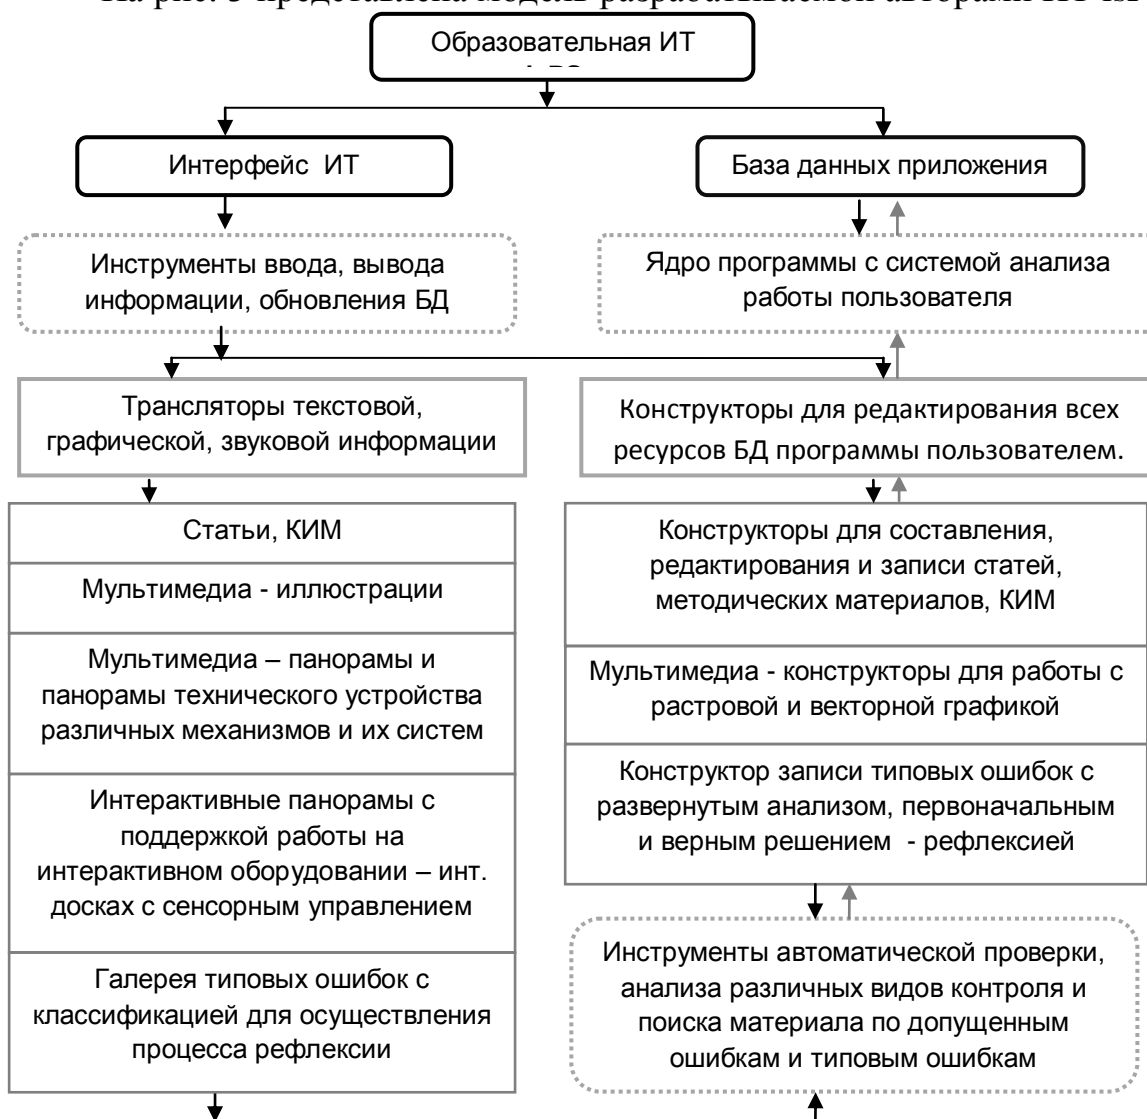 Образовательная ИТ
Интерфейс ИТ
База данных приложения
Инструменты ввода, вывода
информации, обновления БД
Ядро программы с системой анализа
работы пользователя
Трансляторы текстовой,
графической, звуковой информации
Конструкторы для редактирования всех
ресурсов БД программы пользователем.
Статьи, КИМ
Мультимедиа - иллюстрации
Мультимедиа – панорамы и
панорамы технического устройства
различных механизмов и их систем
Интерактивные панорамы с
поддержкой работы на
интерактивном оборудовании – инт.
досках с сенсорным управлением
Галерея типовых ошибок с
классификацией для осуществления
процесса рефлексии
Конструкторы для составления,
редактирования и записи статей,
методических материалов, КИМ
Мультимедиа - конструкторы для работы с
растровой и векторной графикой
Конструктор записи типовых ошибок с
развернутым анализом, первоначальным
и верным решением - рефлексией
Инструменты автоматической проверки,
анализа различных видов контроля и
поиска материала по допущенным
ошибкам и типовым ошибкам